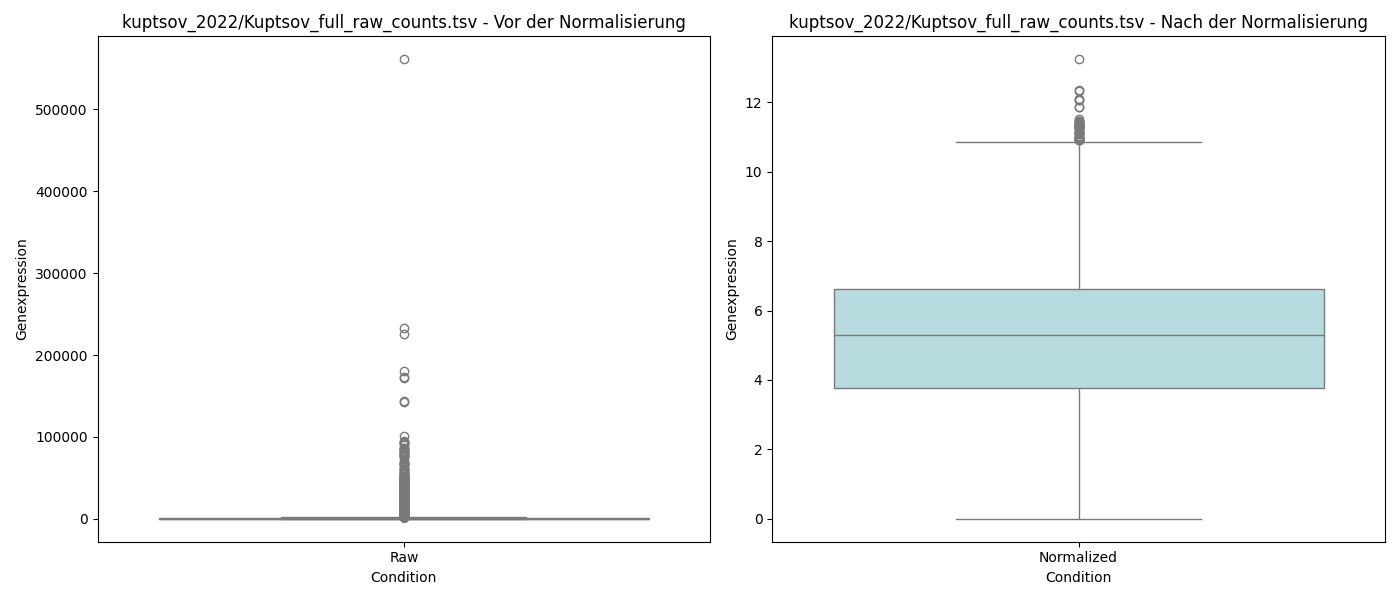 kuptsov_2022/Kuptsov_full_raw_counts.tsv - Vor der Normalisierung
Genexpression
500000
400000
300000
200000
100000
0
Raw
Condition
kuptsov_2022/Kuptsov_full_raw_counts.tsv - Nach der Normalisierung
Genexpression
12
10
8
6
4
2
0
Normalized
Condition